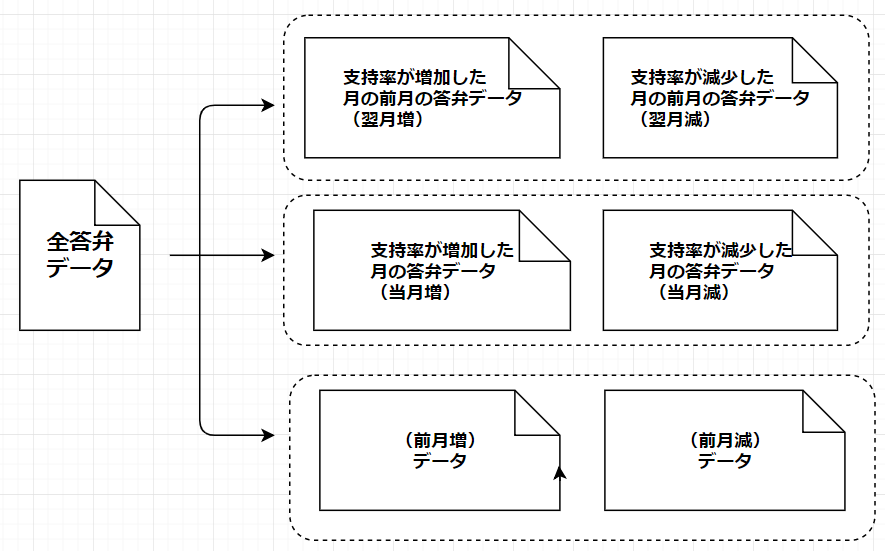 支持率が増加した
月の前月の答弁データ
（翌月増）
支持率が減少した
月の前月の答弁データ
（翌月減）
全答弁
データ
支持率が増加した
月の答弁データ
（当月増）
支持率が減少した
月の答弁データ
（当月減）
（前月増）
データ
（前月減）
データ